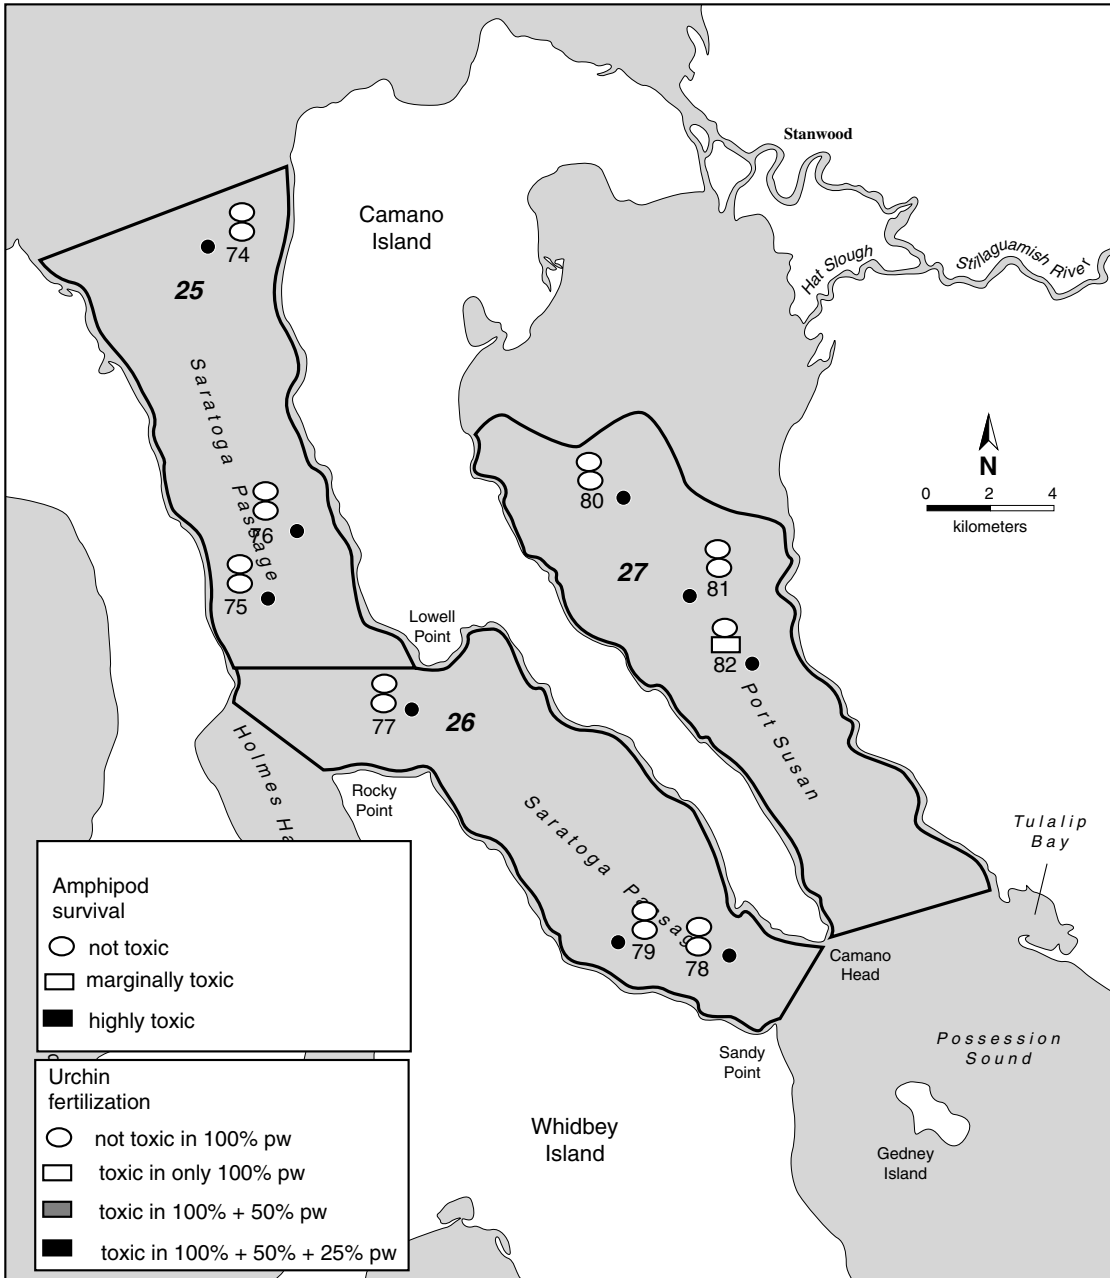 Stanwood
Camano
Island
Hat Slough
Stillaguamish River
74
25
Saratoga Passage
N
0 2 4
kilometers
80
76
27
81
75
Lowell
Point
82
77
26
Port Susan
Holmes Ha
Rocky
Point
Saratoga Passag
Tulalip
Bay
79
78
Camano
Head
Amphipod
survival
not toxic
marginally toxic
highly toxic
Sandy
Point
Possession
Sound
Urchin
fertilization
not toxic in 100% pw
toxic in only 100% pw
toxic in 100% + 50% pw
toxic in 100% + 50% + 25% pw
Whidbey
Island
Gedney
Island